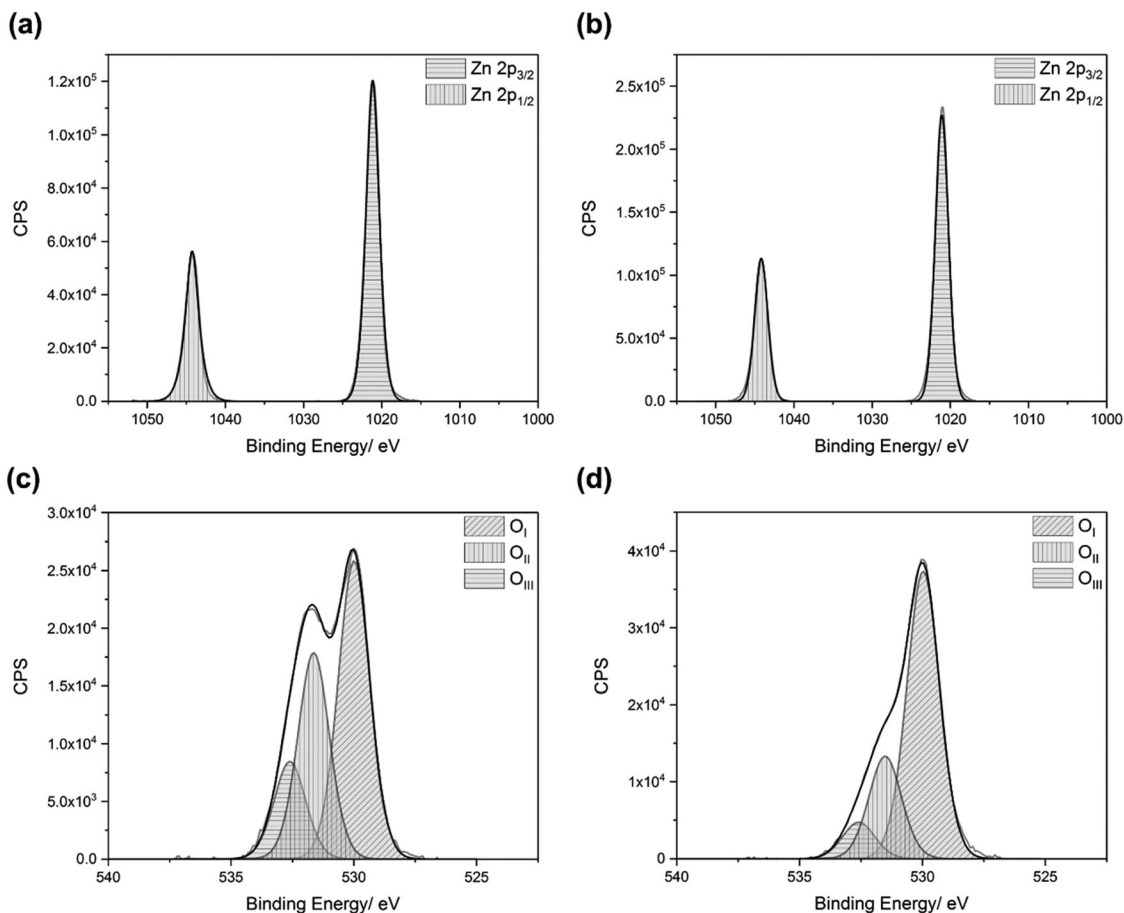 (a)
Zn 2p3/2
Zn 2p1/2
1.2x10^5
1.0x10^5
8.0x10^4
6.0x10^4
4.0x10^4
2.0x10^4
0.0
CPS
1050 1040 1030 1020 1010 1000
Binding Energy/ eV
(b)
Zn 2p3/2
Zn 2p1/2
2.5x10^5
2.0x10^5
1.5x10^5
1.0x10^5
5.0x10^4
0.0
CPS
1050 1040 1030 1020 1010 1000
Binding Energy/ eV
(c)
OI
OII
OIII
3.0x10^4
2.5x10^4
2.0x10^4
1.5x10^4
1.0x10^4
5.0x10^3
0.0
CPS
540 535 530 525
Binding Energy/ eV
(d)
OI
OII
OIII
4x10^4
3x10^4
2x10^4
1x10^4
0
CPS
540 535 530 525
Binding Energy/ eV